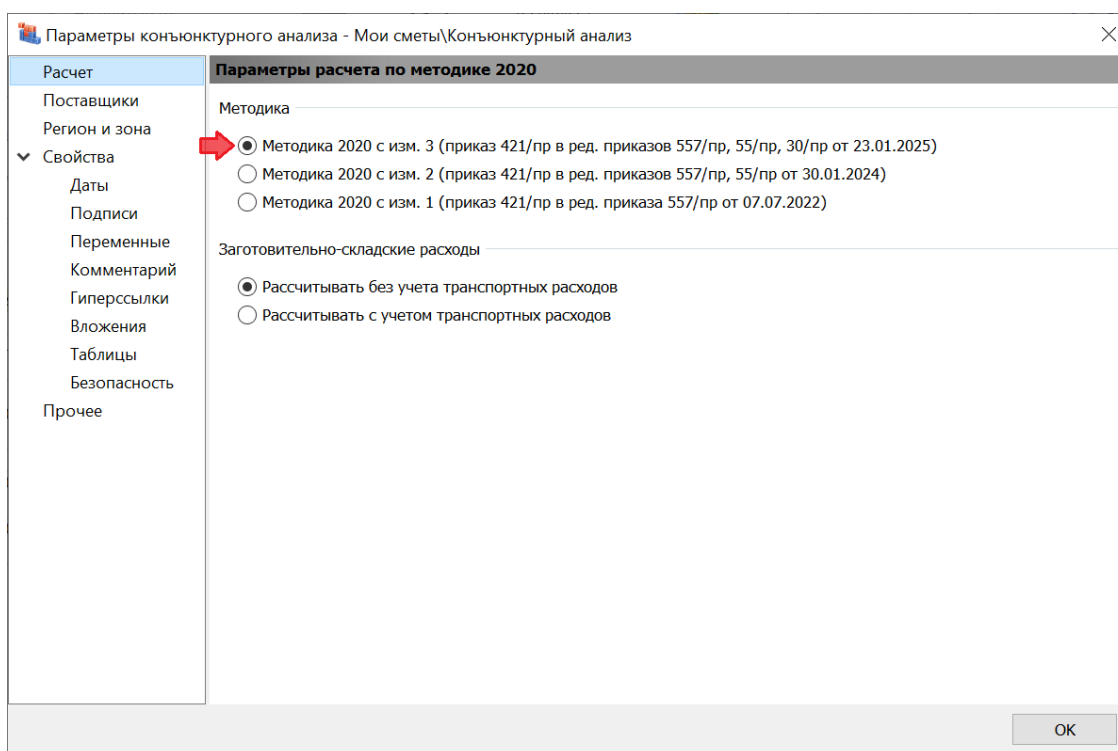 Параметры конъюнктурного анализа - Мои сметы\Конъюнктурный анализ
Расчет
Поставщики
Регион и зона
Свойства
Даты
Подписи
Переменные
Комментарий
Гиперссылки
Вложения
Таблицы
Безопасность
Прочее
Параметры расчета по методике 2020
Методика
Методика 2020 с изм. 3 (приказ 421/пр в ред. приказов 557/пр, 55/пр, 30/пр от 23.01.2025)
Методика 2020 с изм. 2 (приказ 421/пр в ред. приказов 557/пр, 55/пр от 30.01.2024)
Методика 2020 с изм. 1 (приказ 421/пр в ред. приказа 557/пр от 07.07.2022)
Заготовительно-складские расходы
Рассчитывать без учета транспортных расходов
Рассчитывать с учетом транспортных расходов
OK